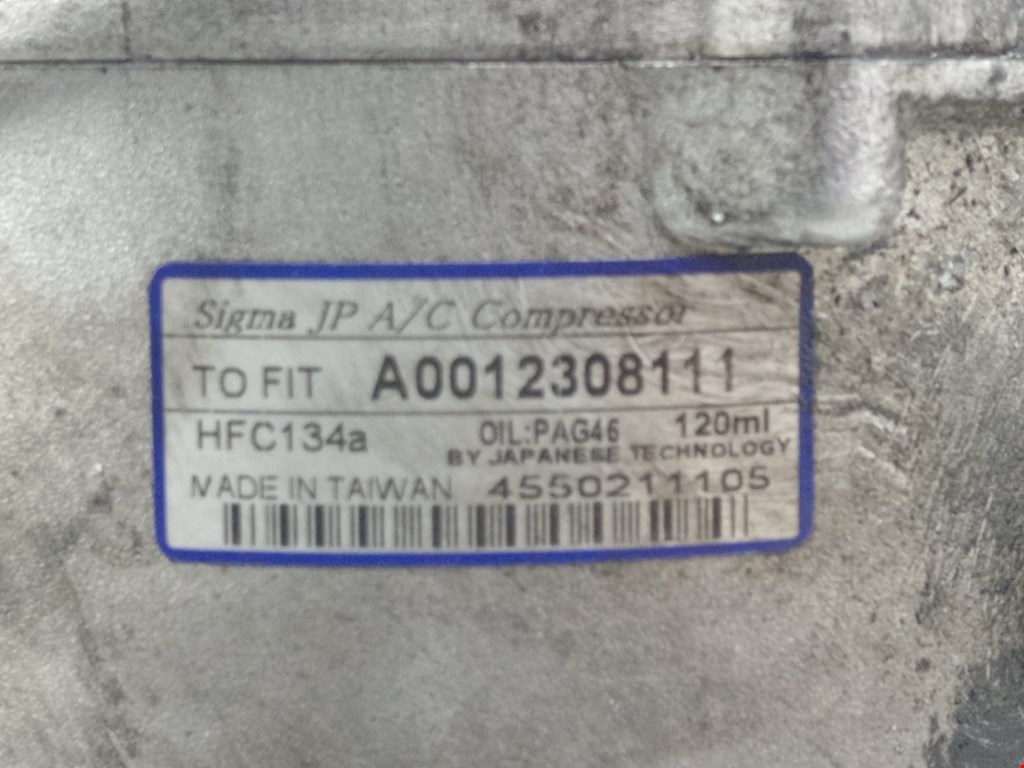 Sigma JP A/C Compressor
TO FIT A0012308111
HFC134a OIL:PAG46 120ml
BY JAPANESE TECHNOLOGY
MADE IN TAIWAN 4550211105